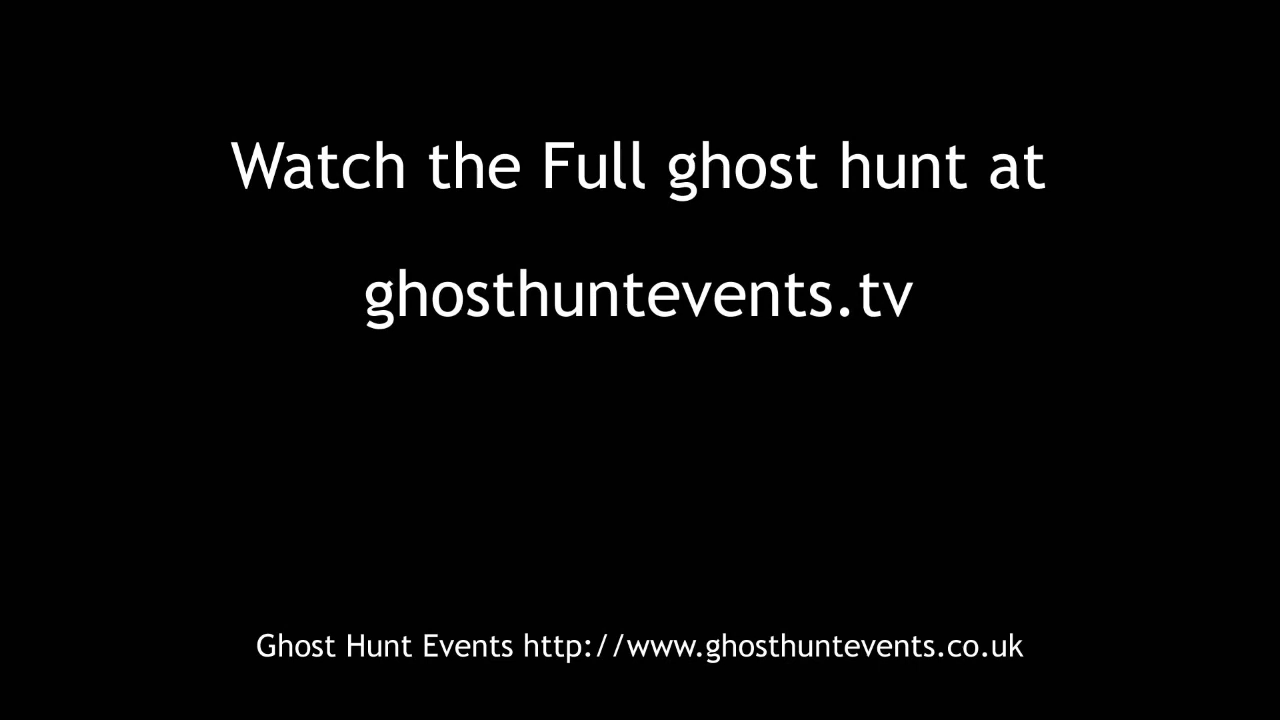 Watch the Full ghost hunt at
ghosthuntevents.tv
Ghost Hunt Events http://www.ghosthuntevents.co.uk